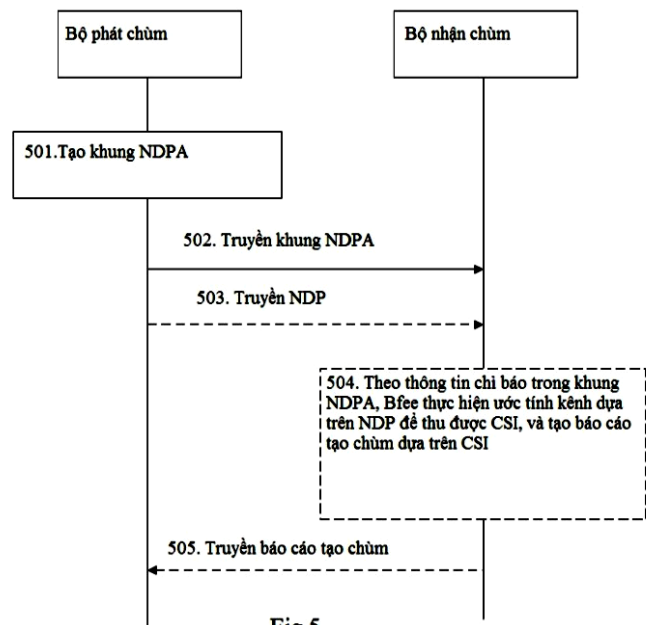 Bộ phát chùm
Bộ nhận chùm
501.Tạo khung NDPA
502. Truyền khung NDPA
503. Truyền NDP
504. Theo thông tin chỉ báo trong khung
NDPA, Bfee thực hiện ước tính kênh dựa
trên NDP để thu được CSI, và tạo báo cáo
tạo chùm dựa trên CSI
505. Truyền báo cáo tạo chùm
Fig.5